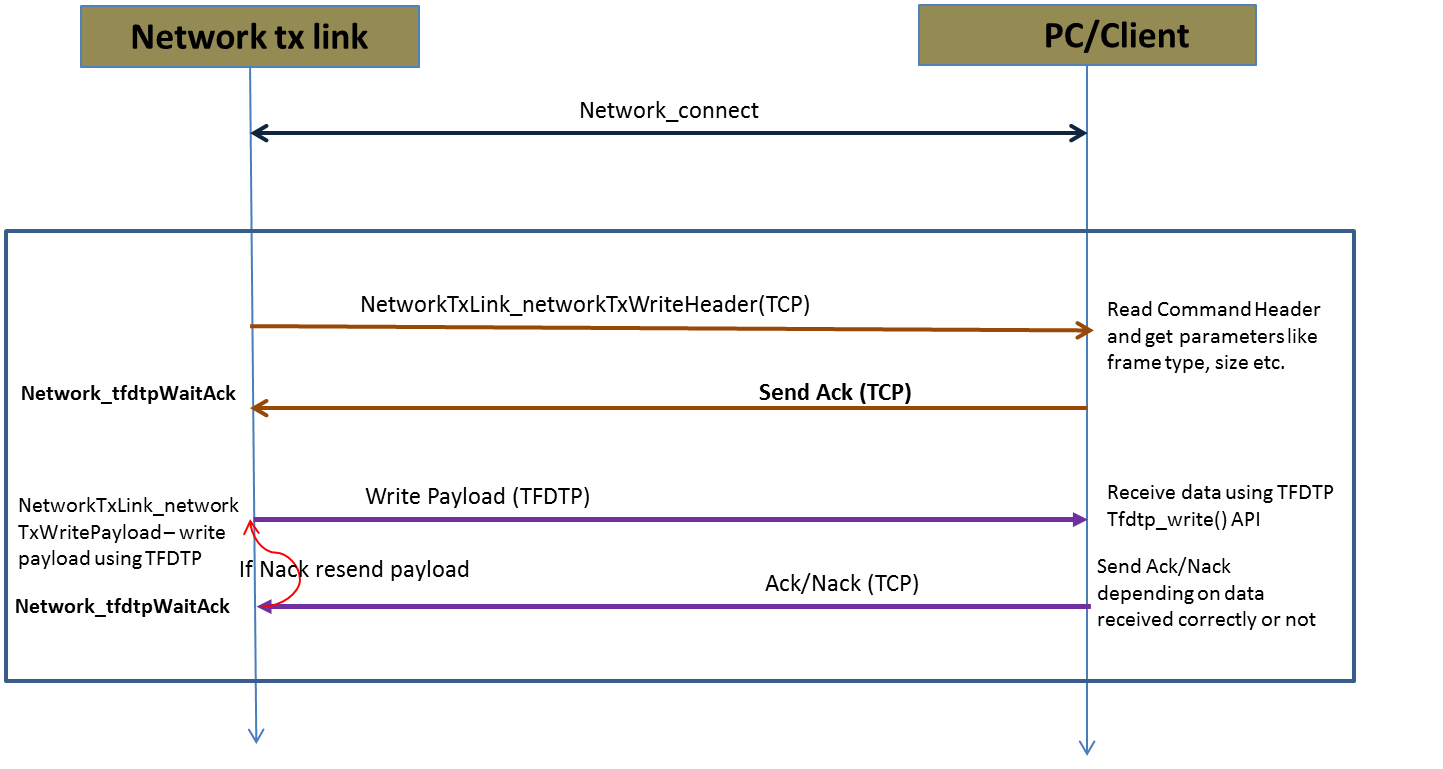 Network tx link
PC/Client
Network_connect
NetworkTxLink_networkTxWriteHeader(TCP)
Read Command Header
and get parameters like
frame type, size etc.
Network_tfdtpWaitAck
Send Ack (TCP)
NetworkTxLink_network
TxWritePayload – write
payload using TFDTP
Write Payload (TFDTP)
Receive data using TFDTP
Tfdtp_write() API
If Nack resend payload
Network_tfdtpWaitAck
Ack/Nack (TCP)
Send Ack/Nack
depending on data
received correctly or not